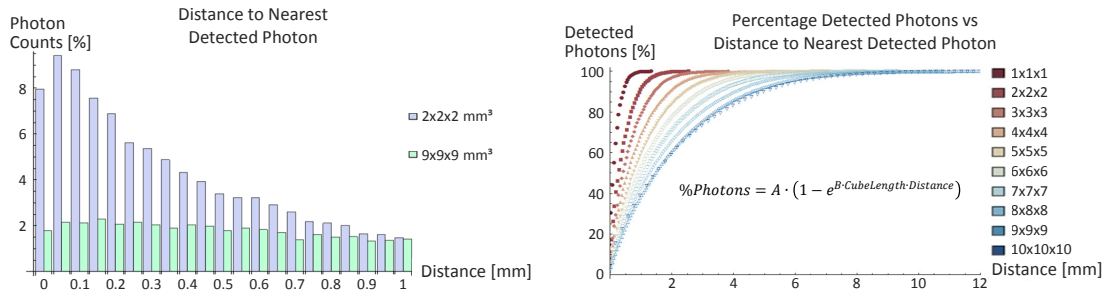 Distance to Nearest
Detected Photon
Photon
Counts [%]
8
6
4
2
2x2x2 mm³
9x9x9 mm³
0 0.1 0.2 0.3 0.4 0.5 0.6 0.7 0.8 0.9 1
Distance [mm]
Percentage Detected Photons vs
Distance to Nearest Detected Photon
Detected
Photons [%]
100
80
60
40
20
0
%Photons = A · (1 − e^{B·CubeLength·Distance})
1x1x1
2x2x2
3x3x3
4x4x4
5x5x5
6x6x6
7x7x7
8x8x8
9x9x9
10x10x10
0 2 4 6 8 10 12
Distance [mm]